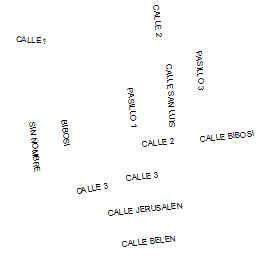 CALLE 2
CALLE 1
PASILLO 3
CALLE SAN LUIS
PASILLO 1
BIBOSI
SIN NOMBRE
CALLE 2
CALLE BIBOSI
CALLE 3
CALLE 3
CALLE JERUSALEN
CALLE BELEN